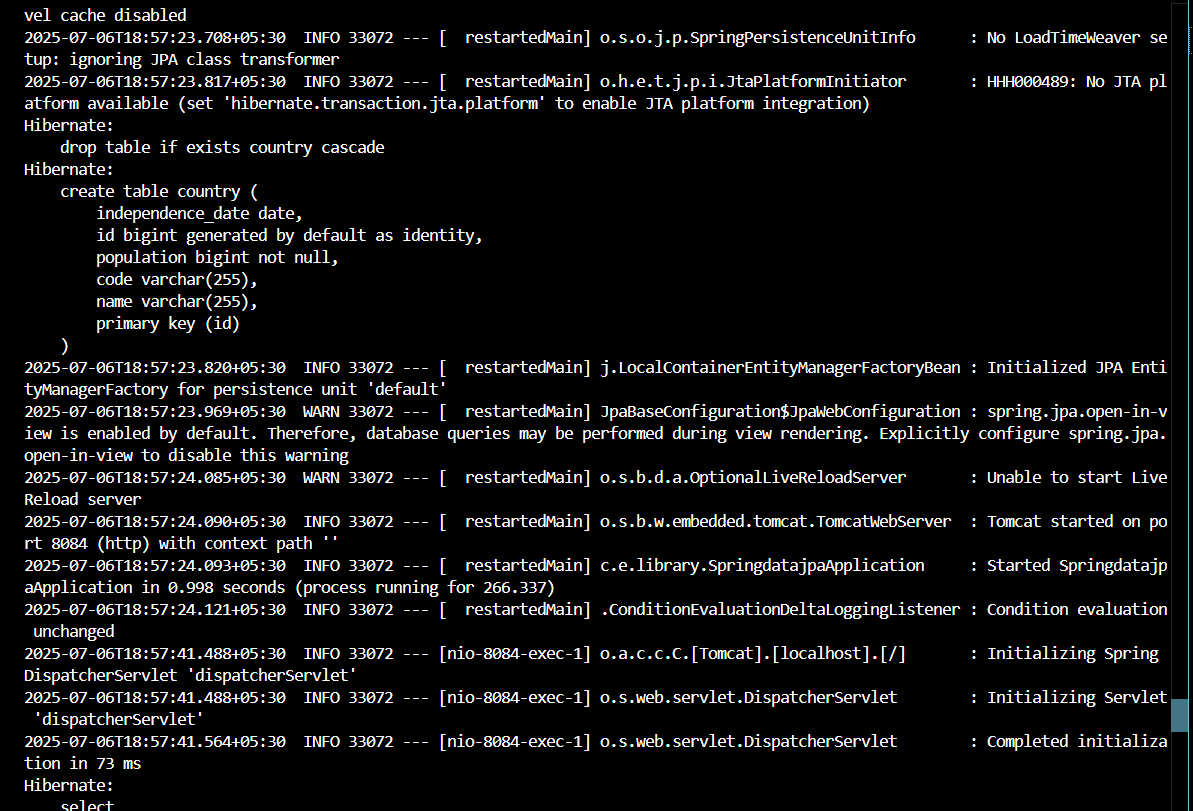 vel cache disabled
2025-07-06T18:57:23.708+05:30  INFO 33072 --- [  restartedMain] o.s.o.j.p.SpringPersistenceUnitInfo      : No LoadTimeWeaver se
tup: ignoring JPA class transformer
2025-07-06T18:57:23.817+05:30  INFO 33072 --- [  restartedMain] o.h.e.t.j.p.i.JtaPlatformInitiator       : HHH000489: No JTA pl
atform available (set 'hibernate.transaction.jta.platform' to enable JTA platform integration)
Hibernate:
    drop table if exists country cascade
Hibernate:
    create table country (
        independence_date date,
        id bigint generated by default as identity,
        population bigint not null,
        code varchar(255),
        name varchar(255),
        primary key (id)
    )
2025-07-06T18:57:23.820+05:30  INFO 33072 --- [  restartedMain] j.LocalContainerEntityManagerFactoryBean : Initialized JPA Enti
tyManagerFactory for persistence unit 'default'
2025-07-06T18:57:23.969+05:30  WARN 33072 --- [  restartedMain] JpaBaseConfiguration$JpaWebConfiguration : spring.jpa.open-in-v
iew is enabled by default. Therefore, database queries may be performed during view rendering. Explicitly configure spring.jpa.
open-in-view to disable this warning
2025-07-06T18:57:24.085+05:30  WARN 33072 --- [  restartedMain] o.s.b.d.a.OptionalLiveReloadServer       : Unable to start Live
Reload server
2025-07-06T18:57:24.090+05:30  INFO 33072 --- [  restartedMain] o.s.b.w.embedded.tomcat.TomcatWebServer  : Tomcat started on po
rt 8084 (http) with context path ''
2025-07-06T18:57:24.093+05:30  INFO 33072 --- [  restartedMain] c.e.library.SpringdatajpaApplication     : Started Springdatajp
aApplication in 0.998 seconds (process running for 266.337)
2025-07-06T18:57:24.121+05:30  INFO 33072 --- [  restartedMain] .ConditionEvaluationDeltaLoggingListener : Condition evaluation
 unchanged
2025-07-06T18:57:41.488+05:30  INFO 33072 --- [nio-8084-exec-1] o.a.c.c.C.[Tomcat].[localhost].[/]       : Initializing Spring
DispatcherServlet 'dispatcherServlet'
2025-07-06T18:57:41.488+05:30  INFO 33072 --- [nio-8084-exec-1] o.s.web.servlet.DispatcherServlet        : Initializing Servlet
 'dispatcherServlet'
2025-07-06T18:57:41.564+05:30  INFO 33072 --- [nio-8084-exec-1] o.s.web.servlet.DispatcherServlet        : Completed initializa
tion in 73 ms
Hibernate:
    select